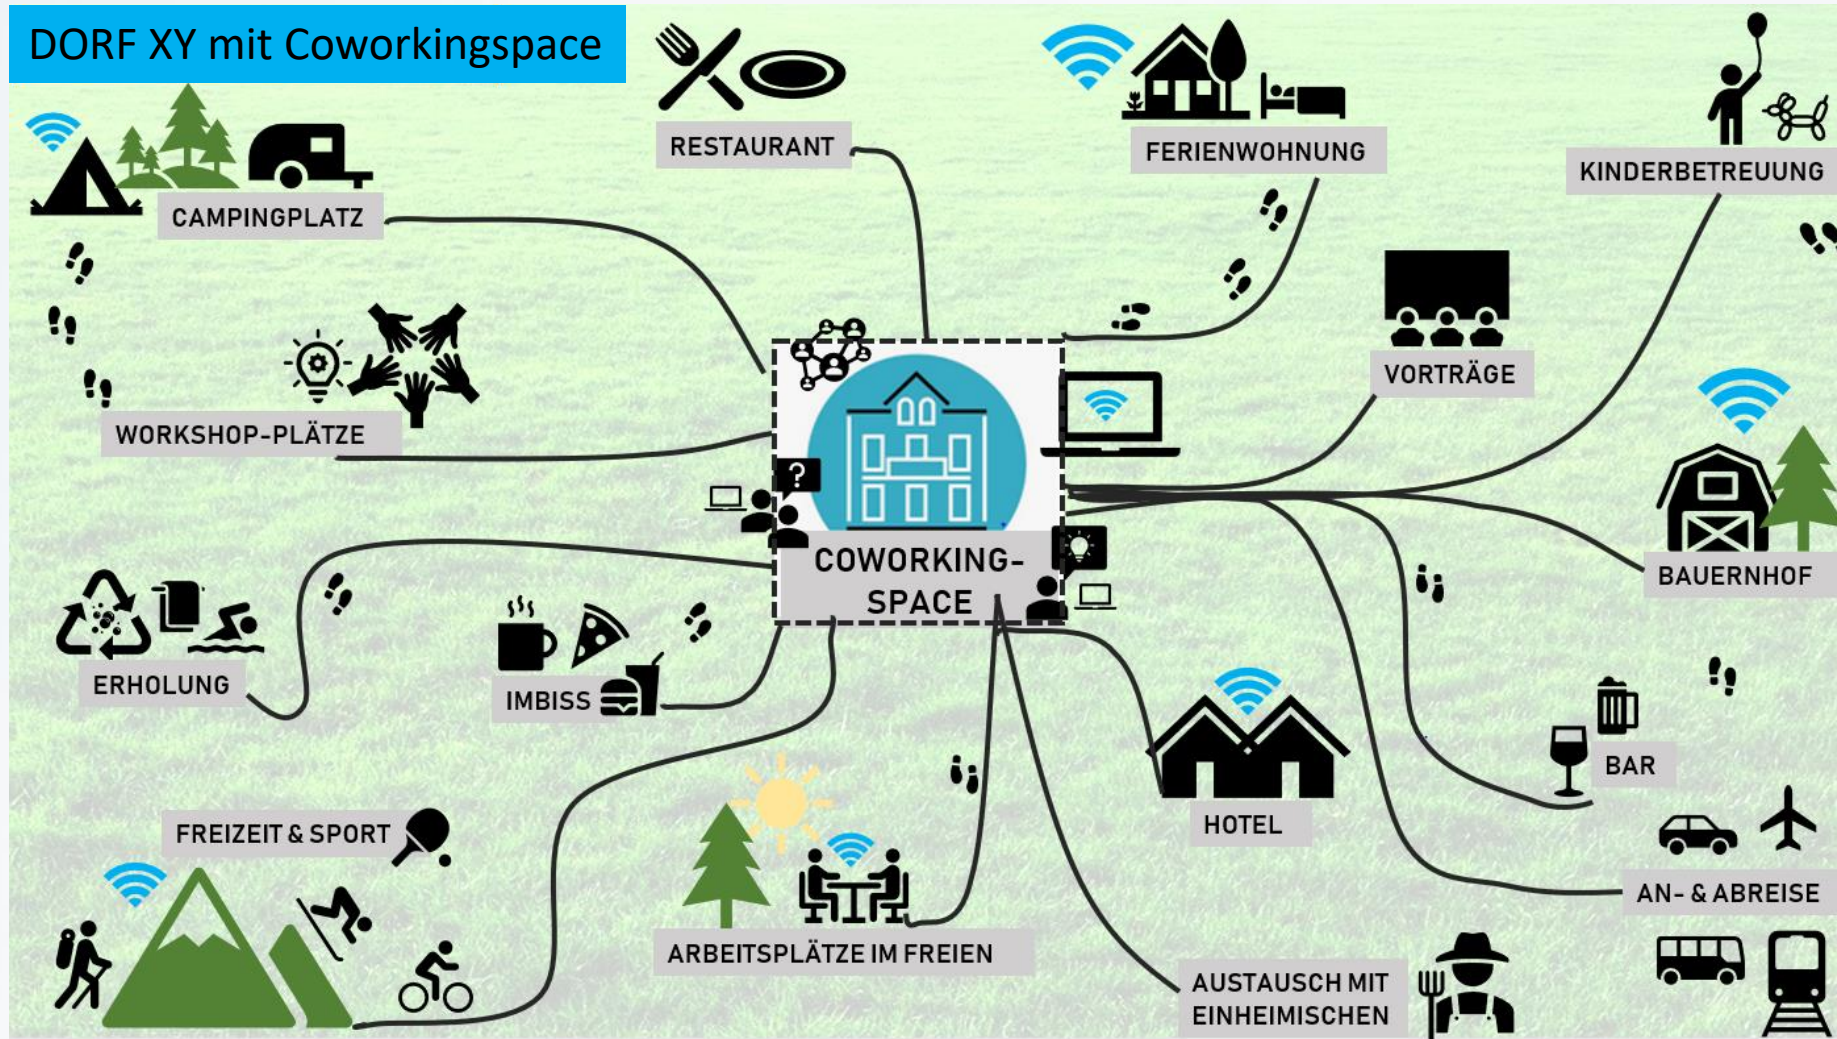 DORF XY mit Coworkingspace
RESTAURANT
FERIENWOHNUNG
KINDERBETREUUNG
CAMPINGPLATZ
VORTRÄGE
WORKSHOP-PLÄTZE
?
COWORKING-
SPACE
BAUERNHOF
ERHOLUNG
IMBISS
BAR
HOTEL
FREIZEIT & SPORT
AN- & ABREISE
ARBEITSPLÄTZE IM FREIEN
AUSTAUSCH MIT
EINHEIMISCHEN